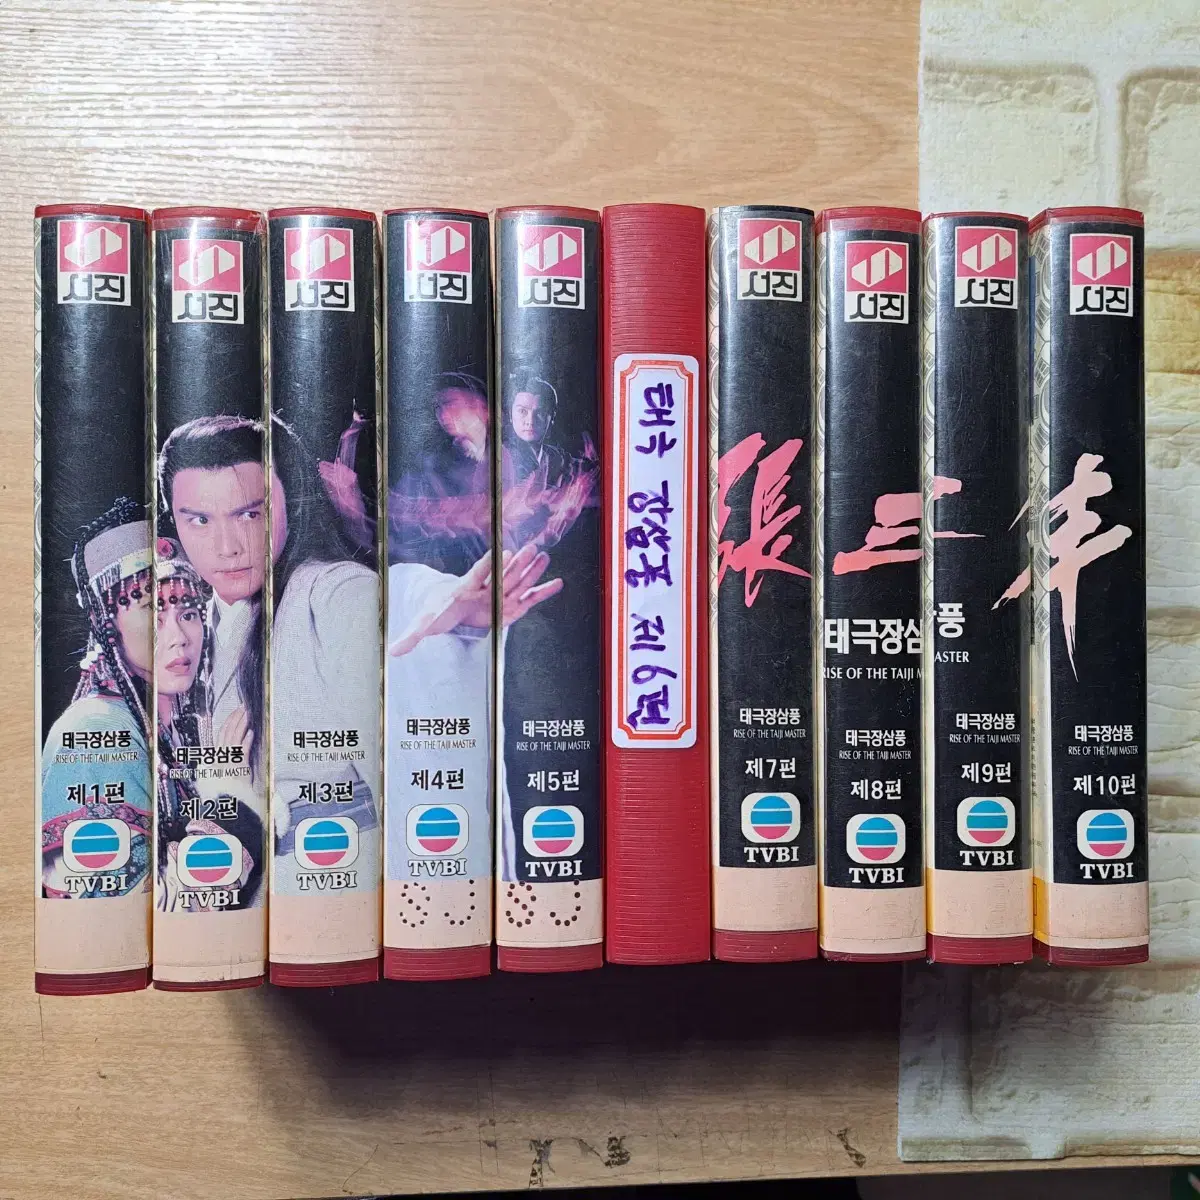 서진
태극장삼풍
RISE OF THE TAIJI MASTER
제1편
TVBI
서진
태극장삼풍
RISE OF THE TAIJI MASTER
제2편
TVBI
서진
태극장삼풍
RISE OF THE TAIJI MASTER
제3편
TVBI
서진
태극장삼풍
RISE OF THE TAIJI MASTER
제4편
TVBI
SJ
서진
태극장삼풍
RISE OF THE TAIJI MASTER
제5편
TVBI
SJ
태극 장삼풍 제6편
서진
張三丰
태극장삼풍
RISE OF THE TAIJI MASTER
태극장삼풍
RISE OF THE TAIJI MASTER
제7편
TVBI
서진
태극장삼풍
RISE OF THE TAIJI MASTER
제8편
TVBI
서진
태극장삼풍
RISE OF THE TAIJI MASTER
제9편
TVBI
서진
태극장삼풍
RISE OF THE TAIJI MASTER
제10편
TVBI